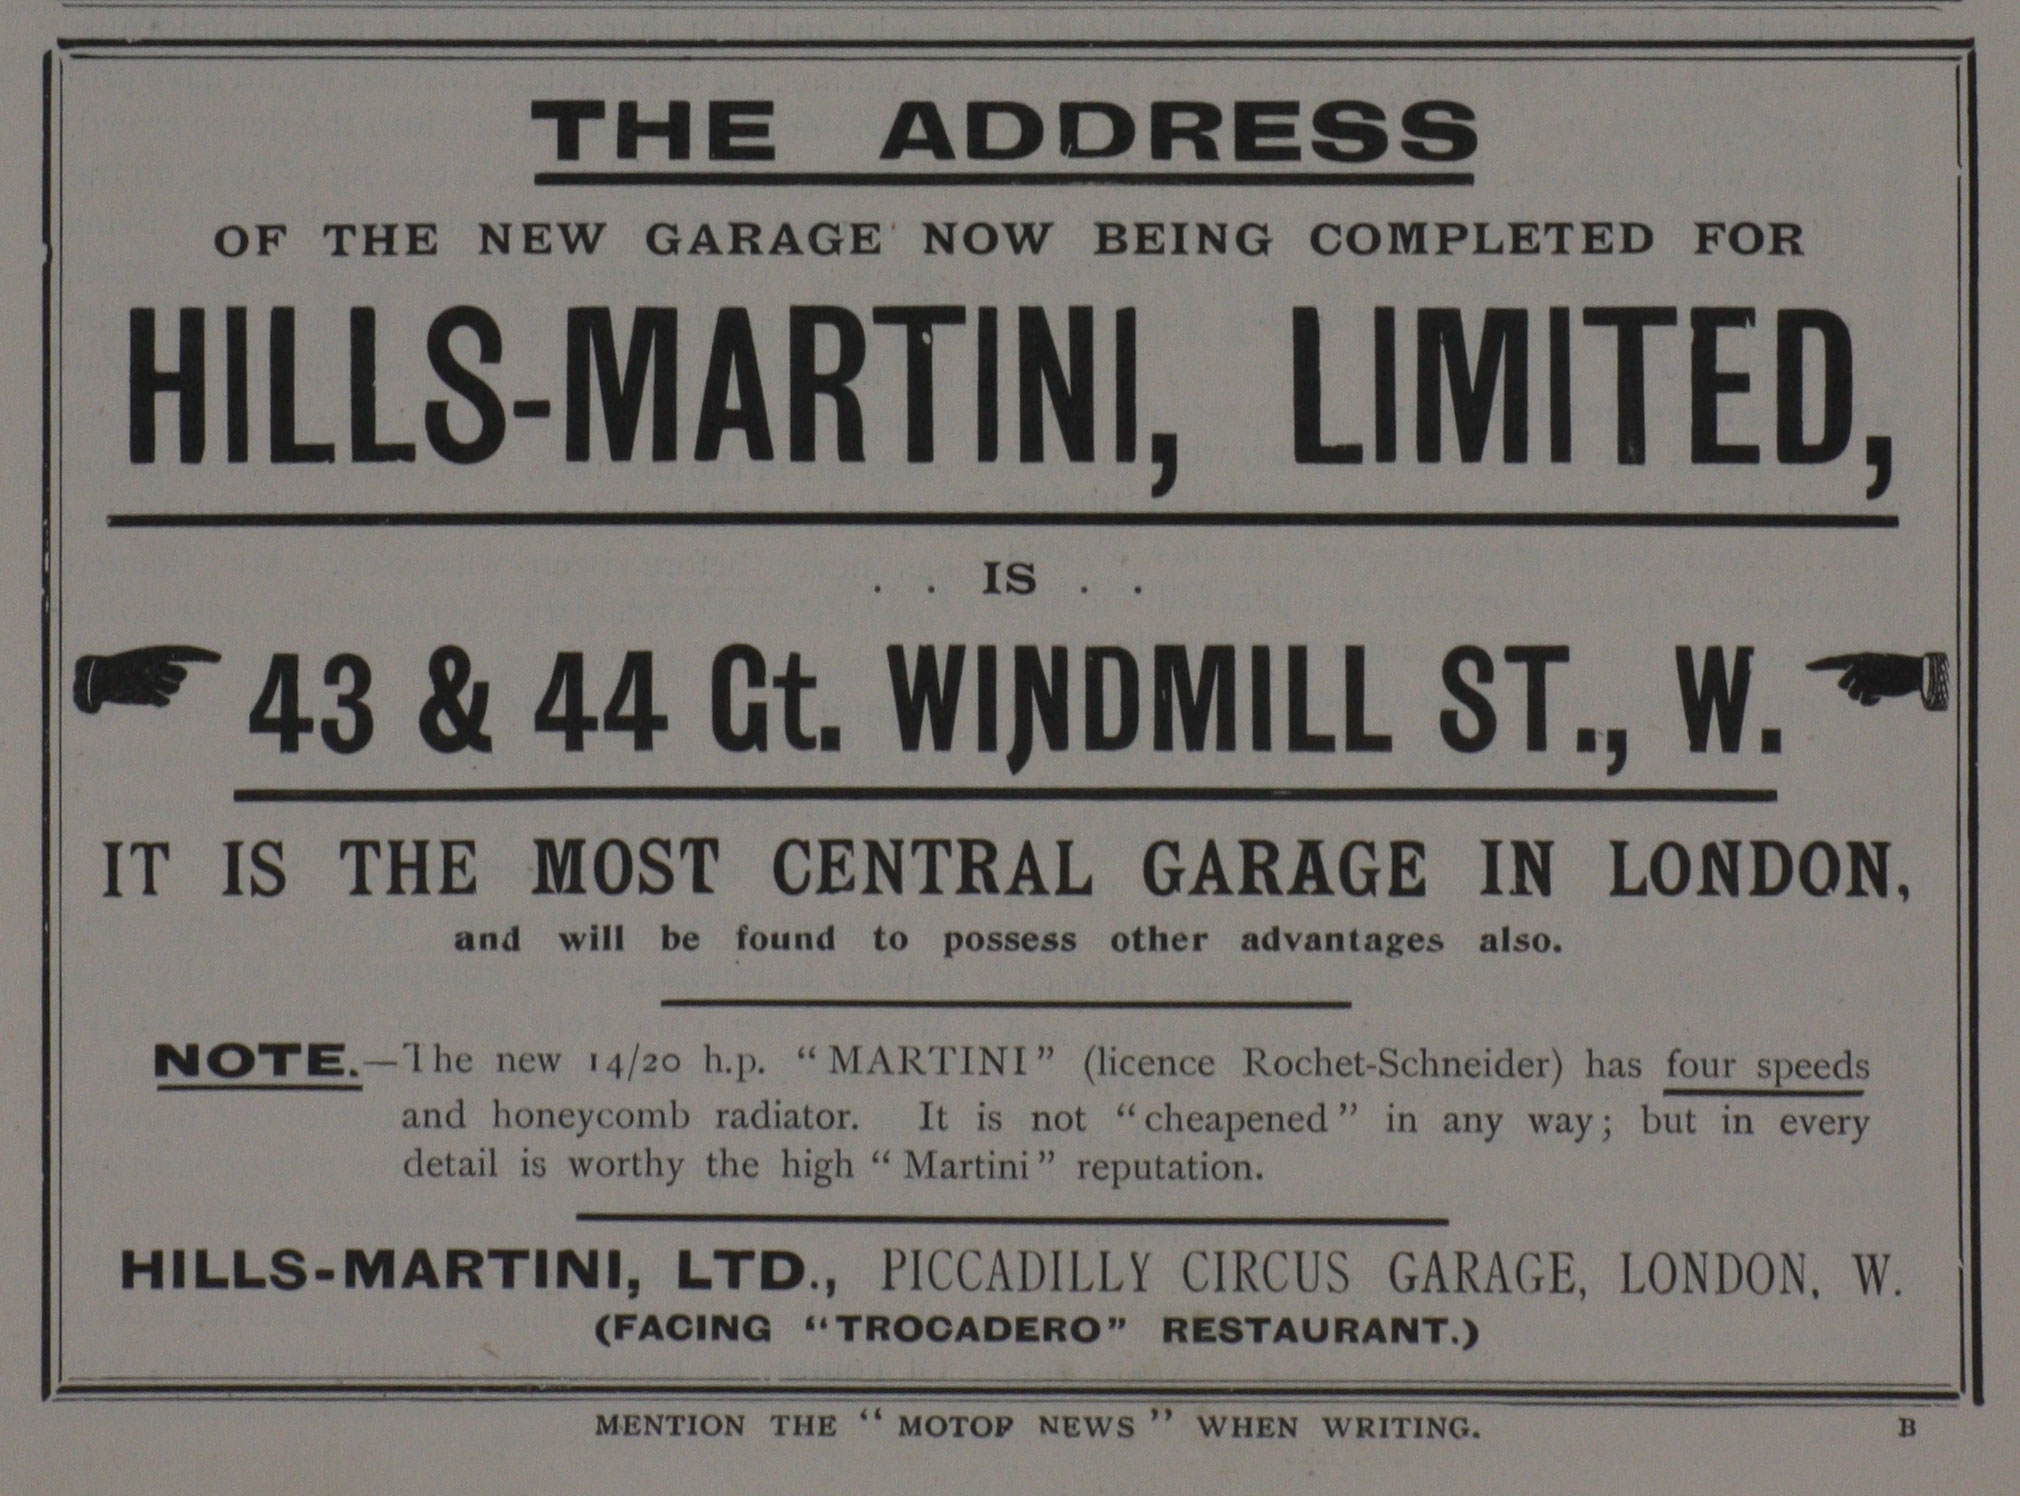 THE ADDRESS
OF THE NEW GARAGE NOW BEING COMPLETED FOR
HILLS-MARTINI, LIMITED,
. . IS . .
43 & 44 Gt. WINDMILL ST., W.
IT IS THE MOST CENTRAL GARAGE IN LONDON,
and will be found to possess other advantages also.
NOTE.—The new 14/20 h.p. “MARTINI” (licence Rochet-Schneider) has four speeds
and honeycomb radiator. It is not “cheapened” in any way; but in every
detail is worthy the high “Martini” reputation.
HILLS-MARTINI, LTD., PICCADILLY CIRCUS GARAGE, LONDON, W.
(FACING “TROCADERO” RESTAURANT.)
MENTION THE “MOTOR NEWS” WHEN WRITING. B